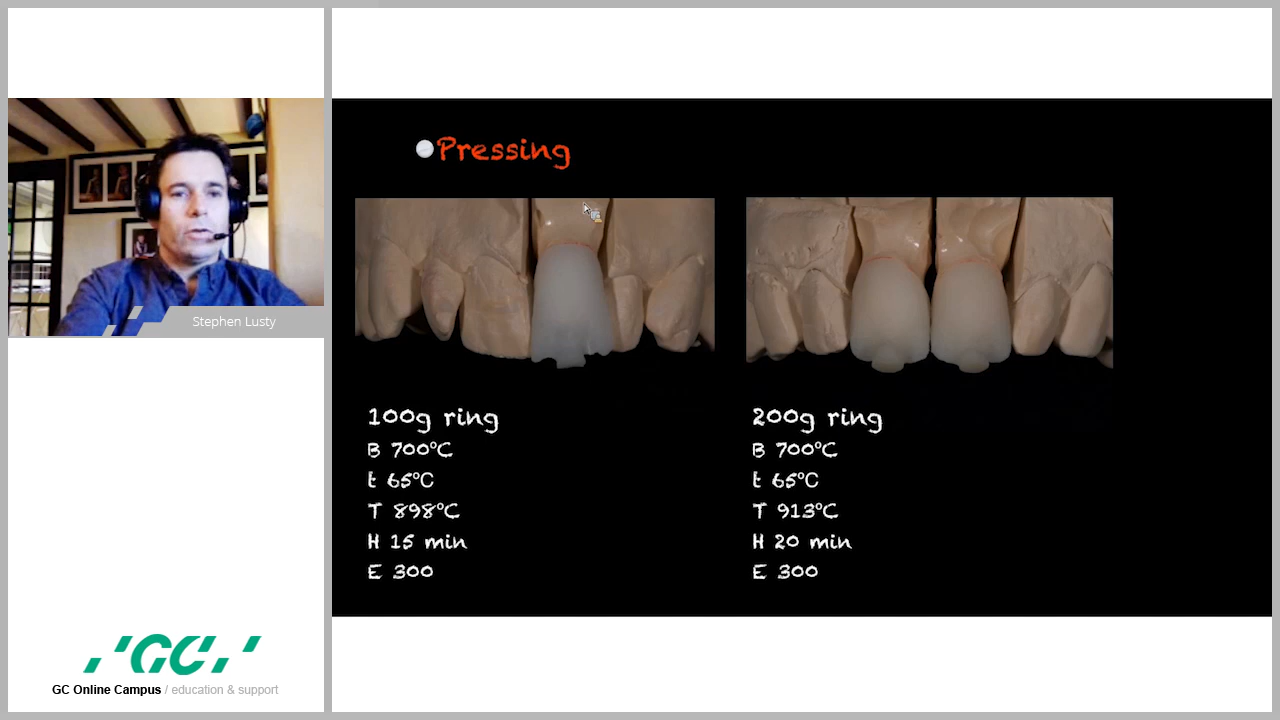 Pressing
Stephen Lusty
100g ring
B 700°C
t 65°C
T 898°C
H 15 min
E 300
200g ring
B 700°C
t 65°C
T 913°C
H 20 min
E 300
GC
GC Online Campus / education & support